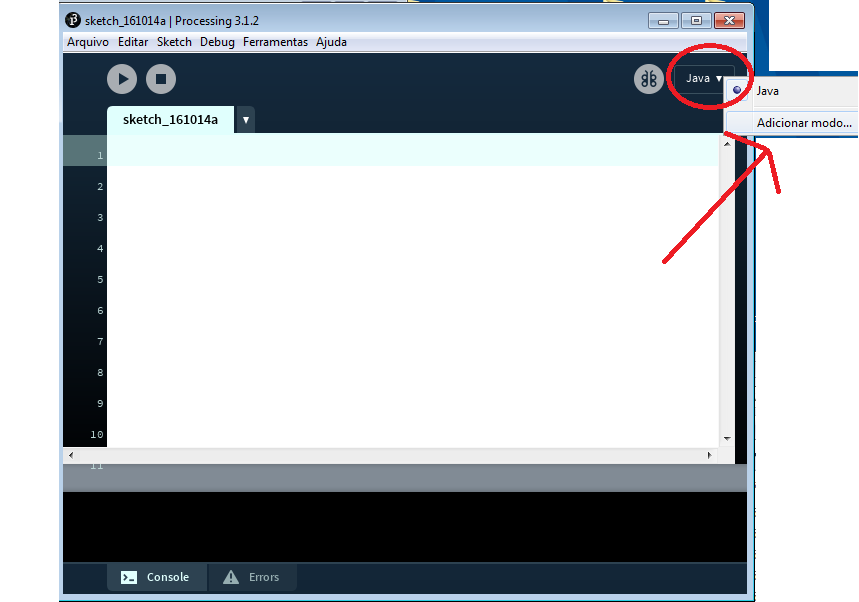 sketch_161014a | Processing 3.1.2
Arquivo Editar Sketch Debug Ferramentas Ajuda
Java ▼
Java
Adicionar modo...
sketch_161014a ▼
1
2
3
4
5
6
7
8
9
10
11
Console
Errors